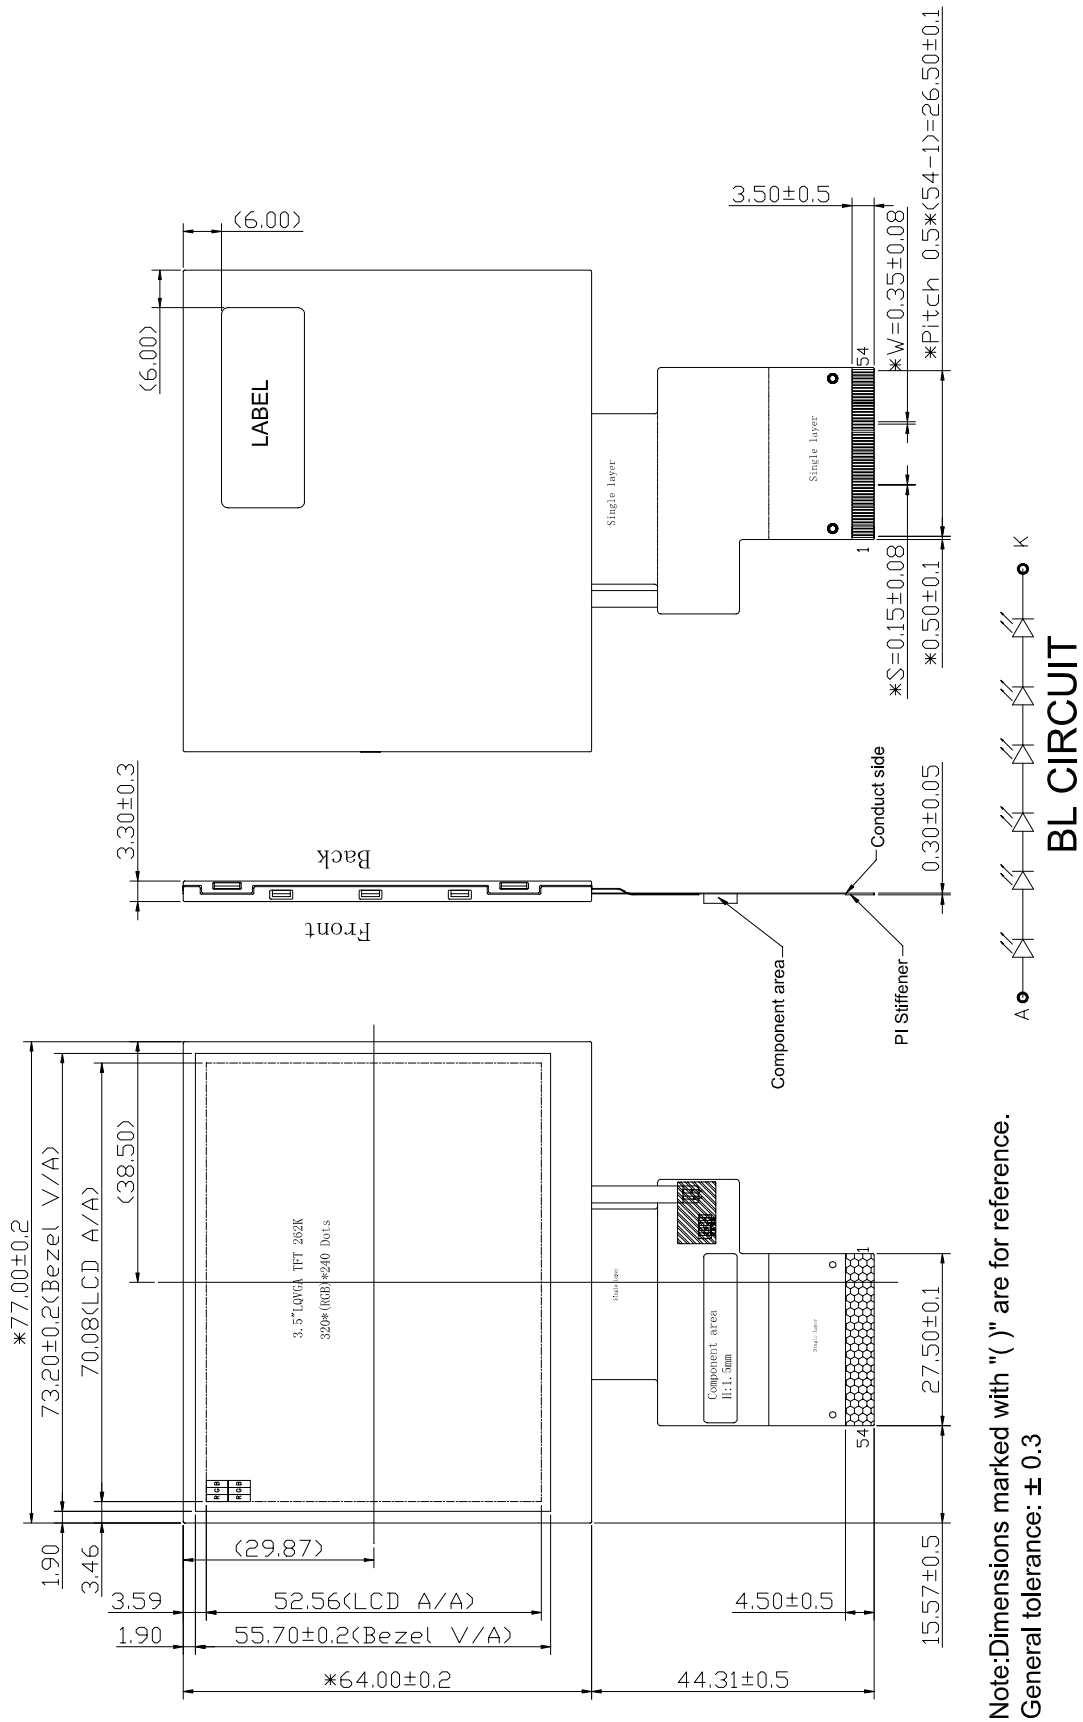 *77.00±0.2
73.20±0.2(Bezel V/A)
70.08(LCD A/A)
(38.50)
1.90
3.46
3.59
1.90
(29.87)
52.56(LCD A/A)
55.70±0.2(Bezel V/A)
*64.00±0.2
44.31±0.5
4.50±0.5
15.57±0.5
27.50±0.1
R G B
R G B
3.5"LQVGA TFT 262K
320*(RGB)*240 Dots
Single layer
Component area
H:1.5mm
Single Layer
54
1
3.30±0.3
Front
Back
Component area
PI Stiffener
Conduct side
0.30±0.05
(6.00)
(6.00)
LABEL
Single layer
Single layer
1
54
3.50±0.5
*W=0.35±0.08
*Pitch 0.5*(54-1)=26.50±0.1
*S=0.15±0.08
*0.50±0.1
A
K
BL CIRCUIT
Note:Dimensions marked with "( )" are for reference.
General tolerance: ± 0.3